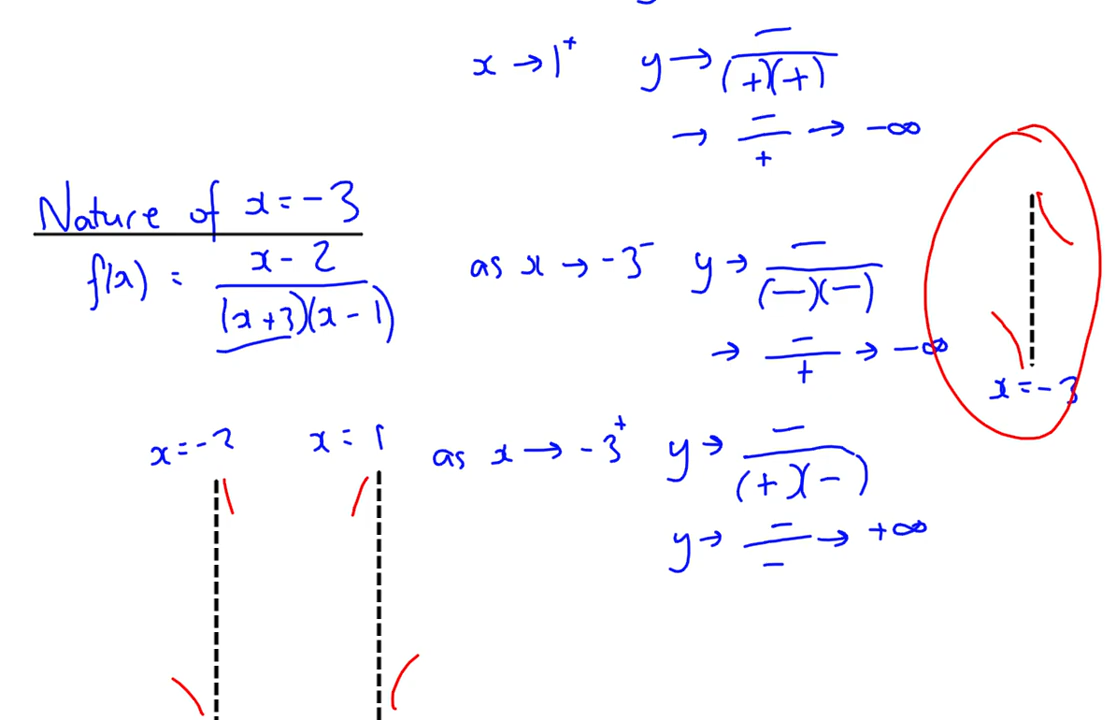 x → 1⁺ y → −/(+)(+)
→ −/+ → −∞
Nature of x = −3
f(x) = x − 2/(x + 3)(x − 1)
as x → −3⁻ y → −/(−)(−)
→ −/+ → −∞
x = −3
x = −2 x = 1
as x → −3⁺ y → −/(+)(−)
y → −/− → +∞